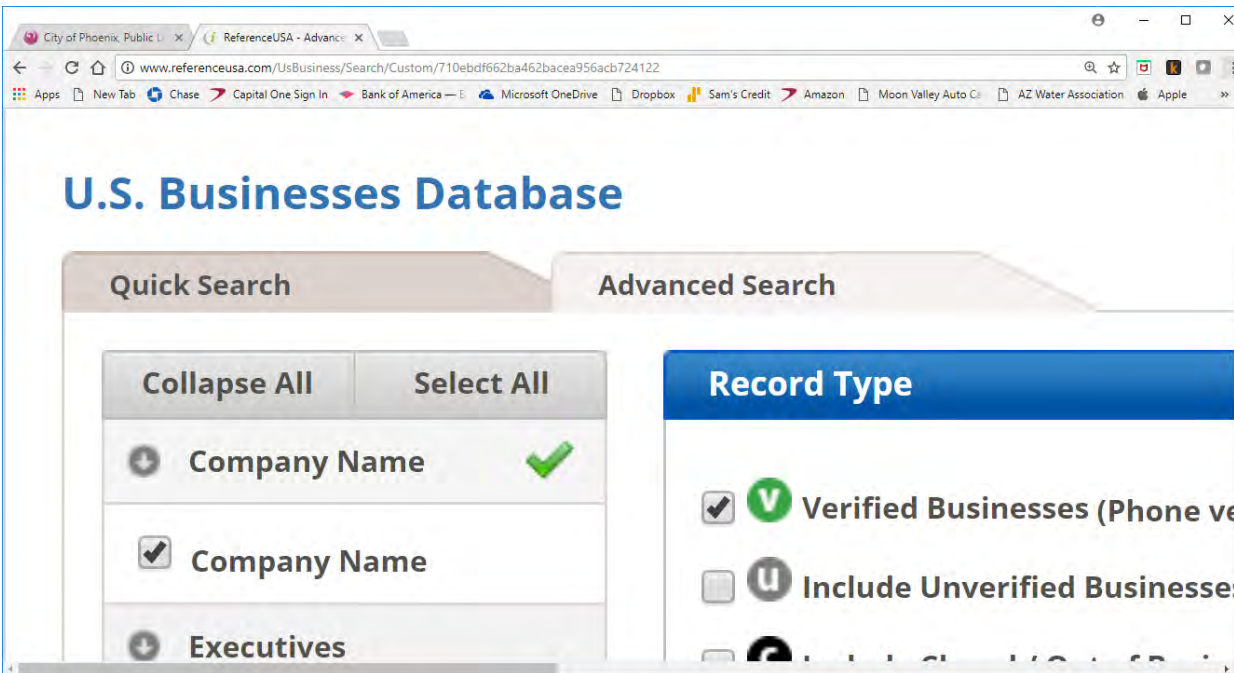 City of Phoenix, Public L
ReferenceUSA - Advance
www.referenceusa.com/UsBusiness/Search/Custom/710ebdf662ba462bacea956acb724122
Apps New Tab Chase Capital One Sign In Bank of America — E Microsoft OneDrive Dropbox Sam's Credit Amazon Moon Valley Auto Ca AZ Water Association Apple »
U.S. Businesses Database
Quick Search
Advanced Search
Collapse All
Select All
Company Name
Company Name
Executives
Record Type
V Verified Businesses (Phone ve
U Include Unverified Businesses